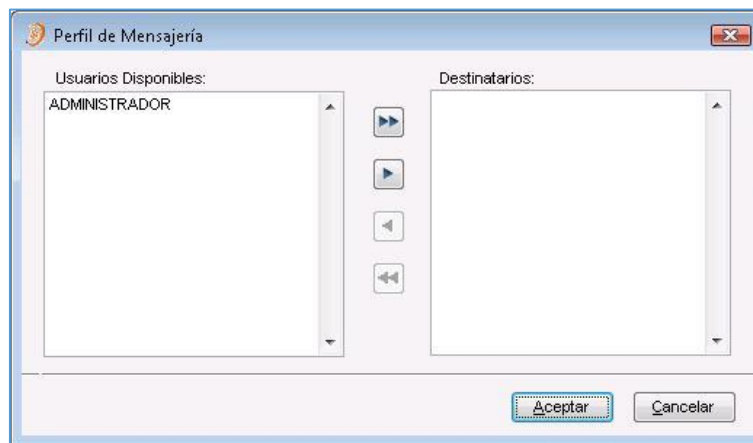 Perfil de Mensajería
Usuarios Disponibles:
Destinatarios:
ADMINISTRADOR
Aceptar
Cancelar